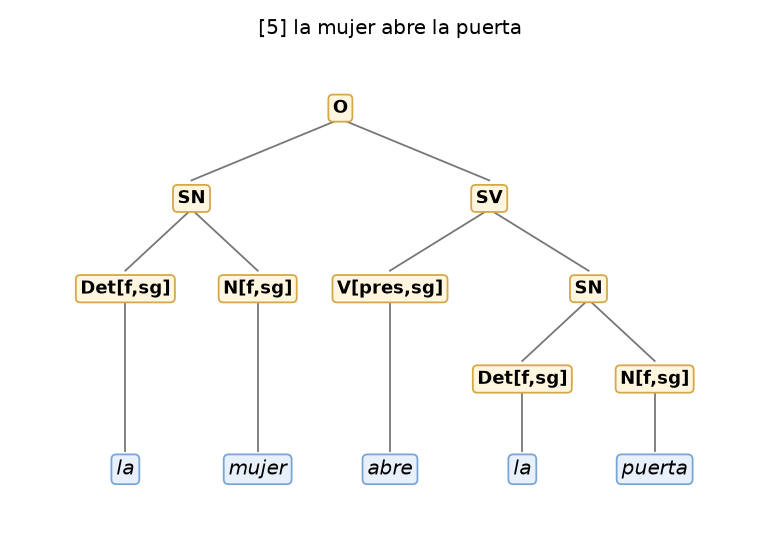 [5] la mujer abre la puerta
O
SN SV
Det[f,sg] N[f,sg] V[pres,sg] SN
Det[f,sg] N[f,sg]
la mujer abre la puerta